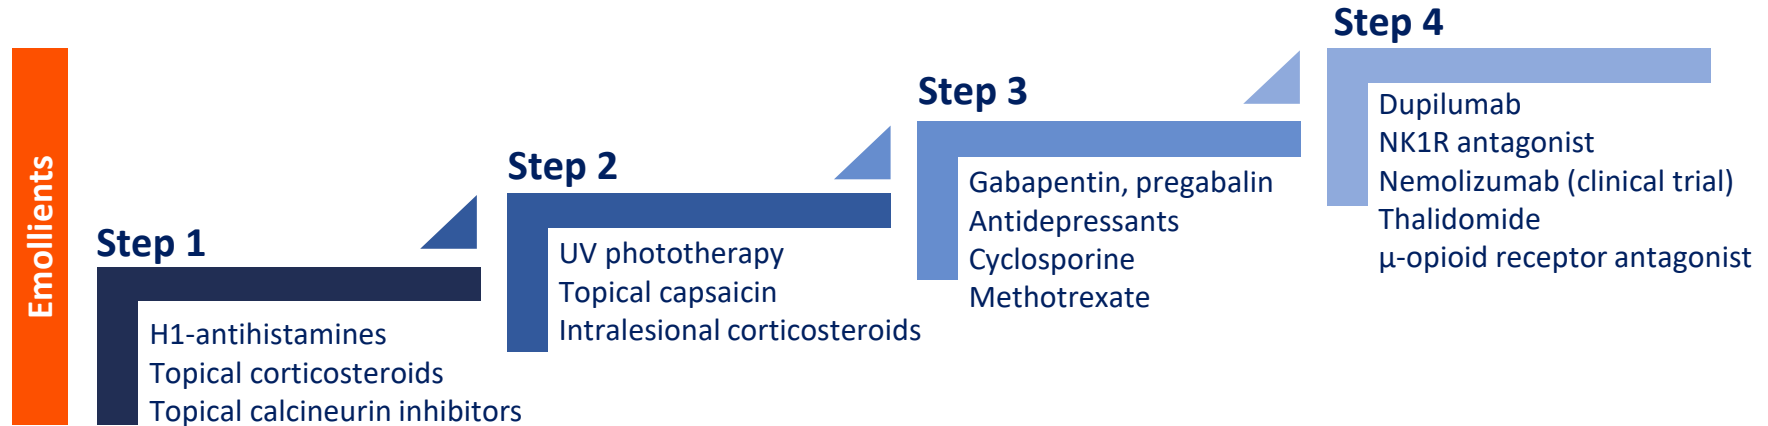 Emollients
Step 1
H1-antihistamines
Topical corticosteroids
Topical calcineurin inhibitors
Step 2
UV phototherapy
Topical capsaicin
Intralesional corticosteroids
Step 3
Gabapentin, pregabalin
Antidepressants
Cyclosporine
Methotrexate
Step 4
Dupilumab
NK1R antagonist
Nemolizumab (clinical trial)
Thalidomide
μ-opioid receptor antagonist